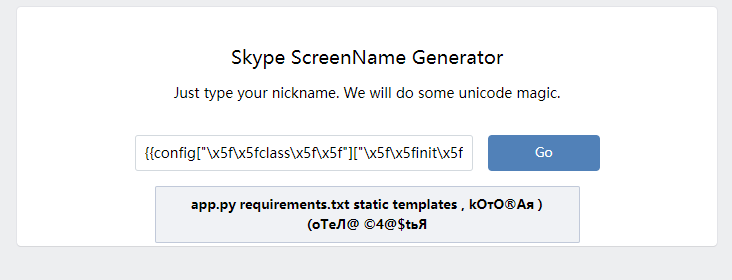 Skype ScreenName Generator
Just type your nickname. We will do some unicode magic.
{{config["\x5f\x5fclass\x5f\x5f"]["\x5f\x5finit\x5f
Go
app.py requirements.txt static templates , kОтО®Ая )
(оТеЛ@ ©4@$tьЯ